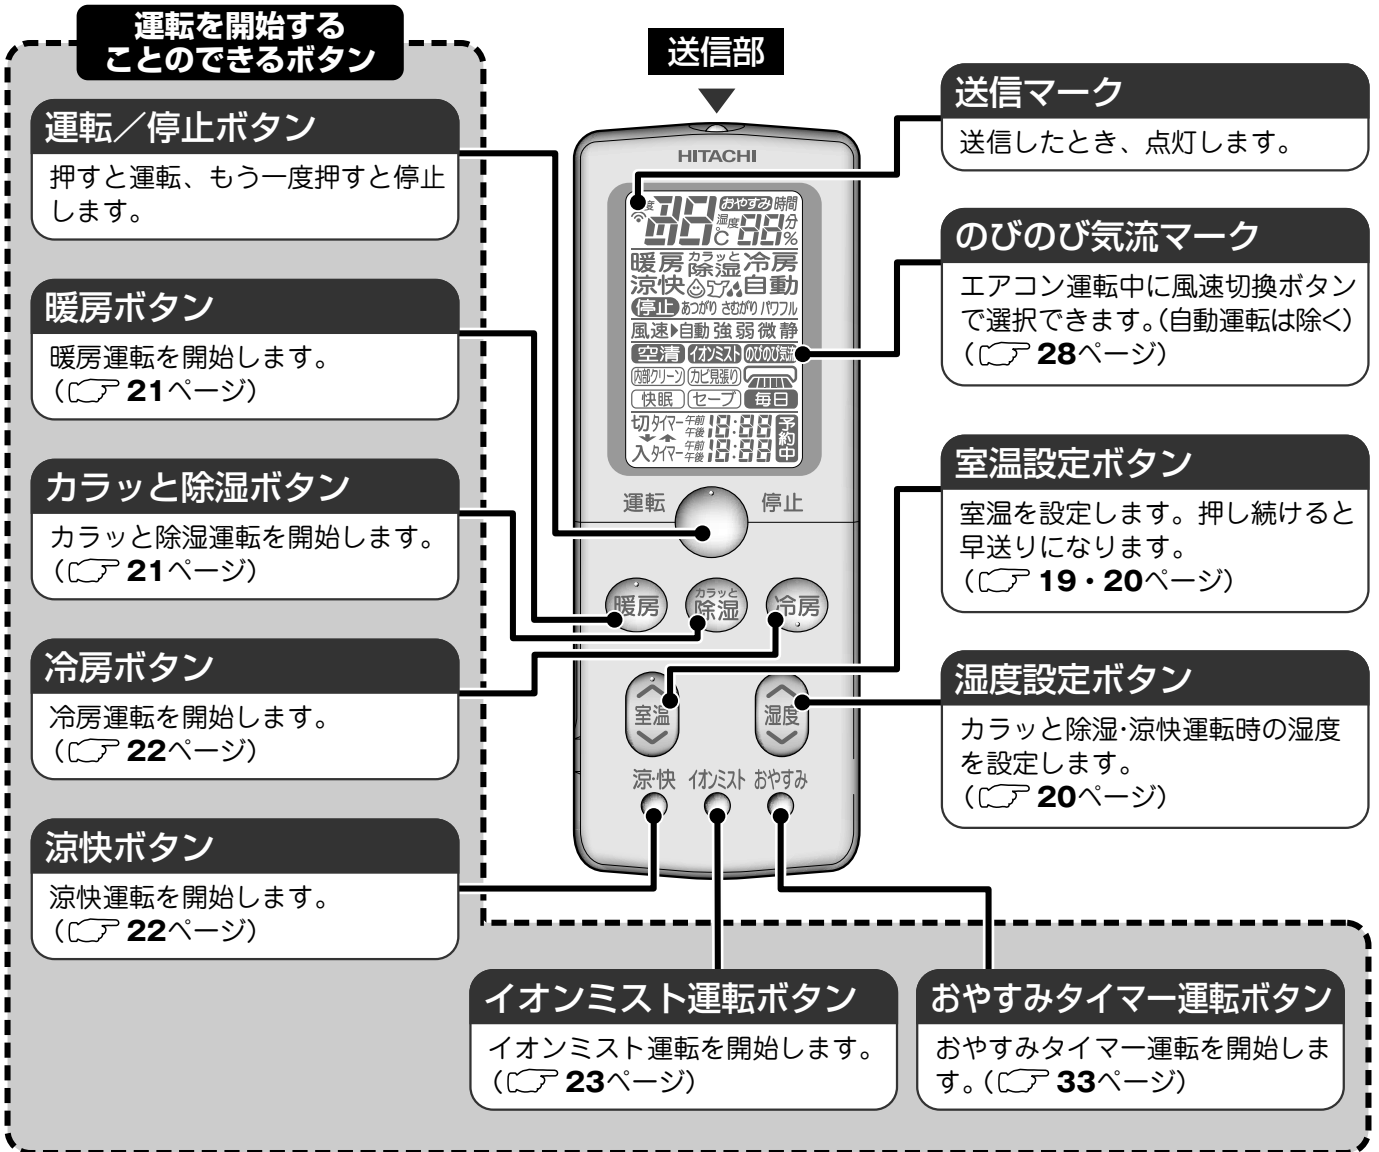 運転を開始する
ことのできるボタン
運転／停止ボタン
押すと運転、もう一度押すと停止
します。
暖房ボタン
暖房運転を開始します。
(☞ 21ページ)
カラッと除湿ボタン
カラッと除湿運転を開始します。
(☞ 21ページ)
冷房ボタン
冷房運転を開始します。
(☞ 22ページ)
涼快ボタン
涼快運転を開始します。
(☞ 22ページ)
送信部
HITACHI
度 88 おやすみ 時間
℃ 湿度 88 分
%
暖房 カラッと除湿 冷房
涼快 自動
停止 あつがり さむがり パワフル
風速▶自動 強 弱 微 静
空清 イオンミスト のびのび気流
内部クリーン カビ見張り
快眠 セーブ 毎日
切タイマー 午前 午後 18:88 予約中
入タイマー 午前 午後 18:88
運転 停止
暖房 カラッと除湿 冷房
室温 湿度
涼・快 イオンミスト おやすみ
送信マーク
送信したとき、点灯します。
のびのび気流マーク
エアコン運転中に風速切換ボタン
で選択できます。(自動運転は除く)
(☞ 28ページ)
室温設定ボタン
室温を設定します。押し続けると
早送りになります。
(☞ 19・20ページ)
湿度設定ボタン
カラッと除湿・涼快運転時の湿度
を設定します。
(☞ 20ページ)
イオンミスト運転ボタン
イオンミスト運転を開始します。
(☞ 23ページ)
おやすみタイマー運転ボタン
おやすみタイマー運転を開始しま
す。(☞ 33ページ)